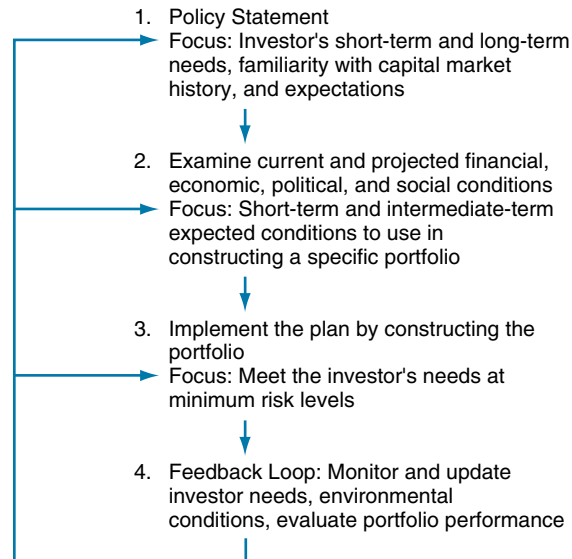 1. Policy Statement
Focus: Investor's short-term and long-term
needs, familiarity with capital market
history, and expectations
2. Examine current and projected financial,
economic, political, and social conditions
Focus: Short-term and intermediate-term
expected conditions to use in
constructing a specific portfolio
3. Implement the plan by constructing the
portfolio
Focus: Meet the investor's needs at
minimum risk levels
4. Feedback Loop: Monitor and update
investor needs, environmental
conditions, evaluate portfolio performance